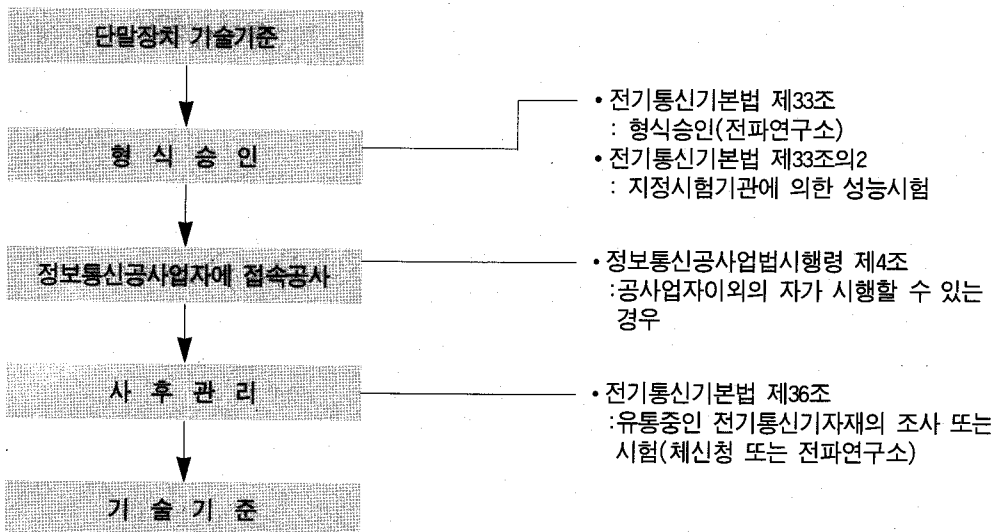 단말장치 기술기준
형 식 승 인
• 전기통신기본법 제33조
: 형식승인(전파연구소)
• 전기통신기본법 제33조의2
: 지정시험기관에 의한 성능시험
정보통신공사업자에 접속공사
• 정보통신공사업법시행령 제4조
:공사업자이외의 자가 시행할 수 있는
경우
사 후 관 리
• 전기통신기본법 제36조
:유통중인 전기통신기자재의 조사 또는
시험(체신청 또는 전파연구소)
기 술 기 준